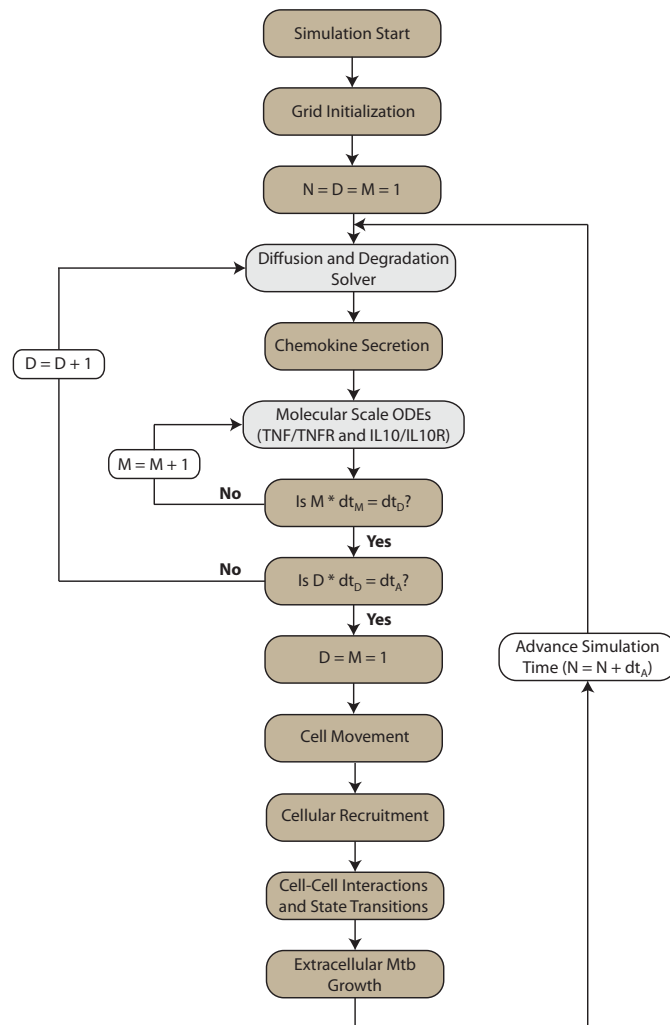 Simulation Start
Grid Initialization
N = D = M = 1
Diffusion and Degradation
Solver
Chemokine Secretion
D = D + 1
Molecular Scale ODEs
(TNF/TNFR and IL10/IL10R)
M = M + 1
No
Is M * dt_M = dt_D?
Yes
No
Is D * dt_D = dt_A?
Yes
D = M = 1
Advance Simulation
Time (N = N + dt_A)
Cell Movement
Cellular Recruitment
Cell-Cell Interactions
and State Transitions
Extracellular Mtb
Growth